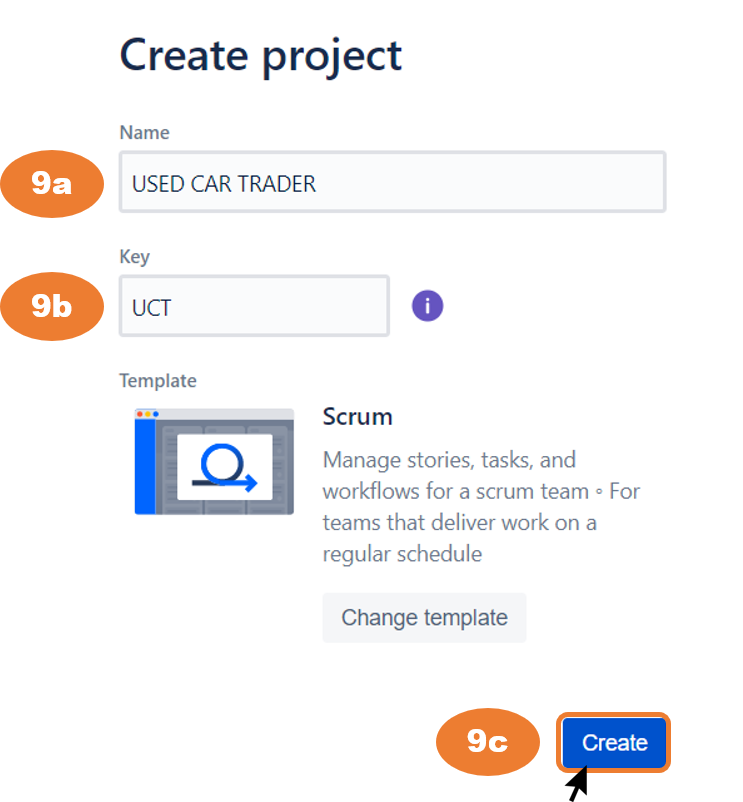 Create project
Name
9a
USED CAR TRADER
Key
9b
UCT
i
Template
Scrum
Manage stories, tasks, and
workflows for a scrum team ◦ For
teams that deliver work on a
regular schedule
Change template
9c
Create